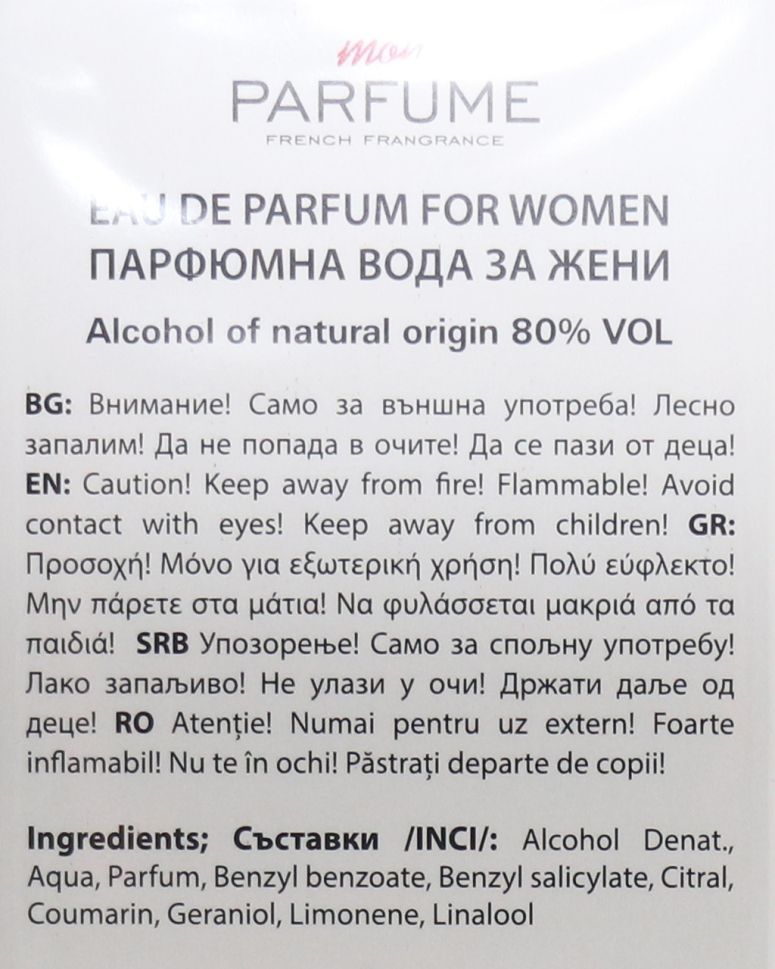 mon
PARFUME
FRENCH FRANGRANCE
EAU DE PARFUM FOR WOMEN
ПАРФЮМНА ВОДА ЗА ЖЕНИ
Alcohol of natural origin 80% VOL
BG: Внимание! Само за външна употреба! Лесно
запалим! Да не попада в очите! Да се пази от деца!
EN: Caution! Keep away from fire! Flammable! Avoid
contact with eyes! Keep away from children! GR:
Προσοχή! Μόνο για εξωτερική χρήση! Πολύ εύφλεκτο!
Μην πάρετε στα μάτια! Να φυλάσσεται μακριά από τα
παιδιά! SRB Упозорење! Само за спољну употребу!
Лако запаљиво! Не улази у очи! Држати даље од
деце! RO Atenție! Numai pentru uz extern! Foarte
inflamabil! Nu te în ochi! Păstrați departe de copii!
Ingredients; Съставки /INCI/: Alcohol Denat.,
Aqua, Parfum, Benzyl benzoate, Benzyl salicylate, Citral,
Coumarin, Geraniol, Limonene, Linalool